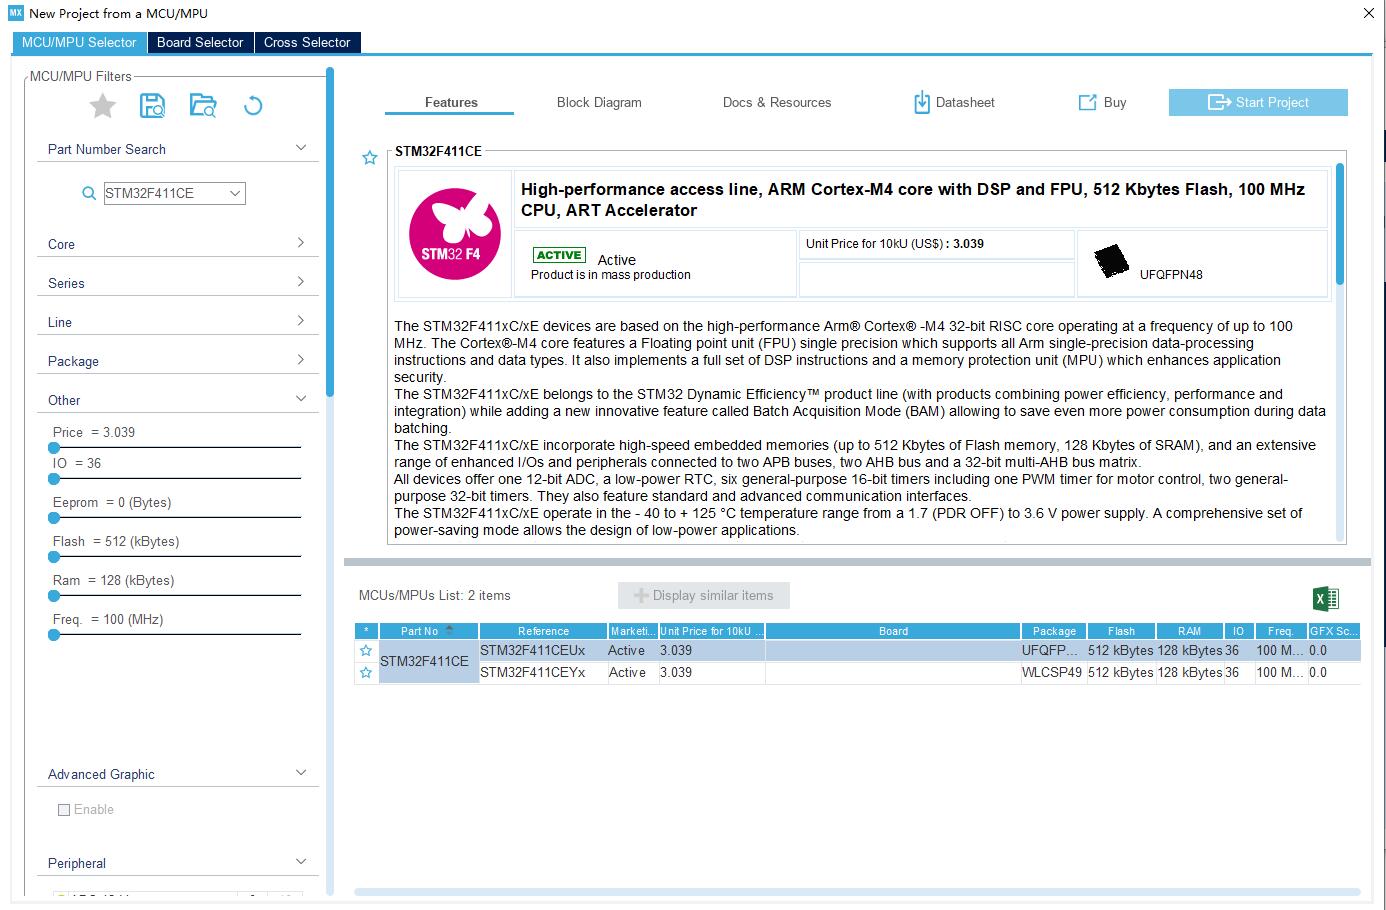 MX New Project from a MCU/MPU
MCU/MPU Selector Board Selector Cross Selector
MCU/MPU Filters
Features Block Diagram Docs & Resources Datasheet Buy Start Project
Part Number Search
STM32F411CE
Core
Series
Line
Package
Other
Price = 3.039
IO = 36
Eeprom = 0 (Bytes)
Flash = 512 (kBytes)
Ram = 128 (kBytes)
Freq. = 100 (MHz)
Advanced Graphic
Enable
Peripheral
STM32F411CE
STM32 F4
High-performance access line, ARM Cortex-M4 core with DSP and FPU, 512 Kbytes Flash, 100 MHz
CPU, ART Accelerator
ACTIVE Active
Product is in mass production
Unit Price for 10kU (US$) : 3.039
UFQFPN48
The STM32F411xC/xE devices are based on the high-performance Arm® Cortex® -M4 32-bit RISC core operating at a frequency of up to 100
MHz. The Cortex®-M4 core features a Floating point unit (FPU) single precision which supports all Arm single-precision data-processing
instructions and data types. It also implements a full set of DSP instructions and a memory protection unit (MPU) which enhances application
security.
The STM32F411xC/xE belongs to the STM32 Dynamic Efficiency™ product line (with products combining power efficiency, performance and
integration) while adding a new innovative feature called Batch Acquisition Mode (BAM) allowing to save even more power consumption during data
batching.
The STM32F411xC/xE incorporate high-speed embedded memories (up to 512 Kbytes of Flash memory, 128 Kbytes of SRAM), and an extensive
range of enhanced I/Os and peripherals connected to two APB buses, two AHB bus and a 32-bit multi-AHB bus matrix.
All devices offer one 12-bit ADC, a low-power RTC, six general-purpose 16-bit timers including one PWM timer for motor control, two general-
purpose 32-bit timers. They also feature standard and advanced communication interfaces.
The STM32F411xC/xE operate in the - 40 to + 125 °C temperature range from a 1.7 (PDR OFF) to 3.6 V power supply. A comprehensive set of
power-saving mode allows the design of low-power applications.
MCUs/MPUs List: 2 items
Display similar items
* Part No Reference Marketi... Unit Price for 10kU ... Board Package Flash RAM IO Freq. GFX Sc...
STM32F411CE STM32F411CEUx Active 3.039 UFQFP... 512 kBytes 128 kBytes 36 100 M... 0.0
STM32F411CEYx Active 3.039 WLCSP49 512 kBytes 128 kBytes 36 100 M... 0.0